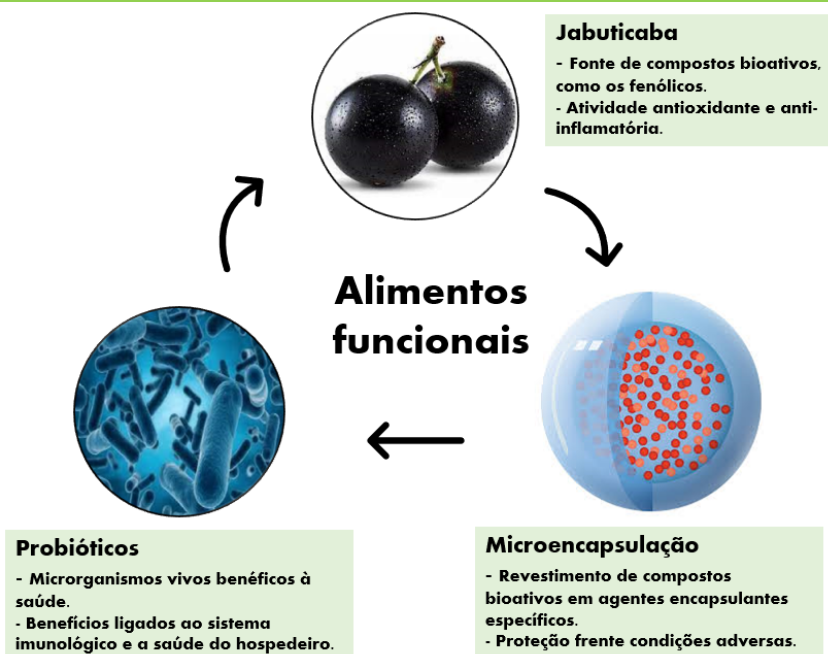 Jabuticaba
- Fonte de compostos bioativos,
como os fenólicos.
- Atividade antioxidante e anti-
inflamatória.
Alimentos
funcionais
Probióticos
- Microrganismos vivos benéficos à
saúde.
- Benefícios ligados ao sistema
imunológico e a saúde do hospedeiro.
Microencapsulação
- Revestimento de compostos
bioativos em agentes encapsulantes
específicos.
- Proteção frente condições adversas.